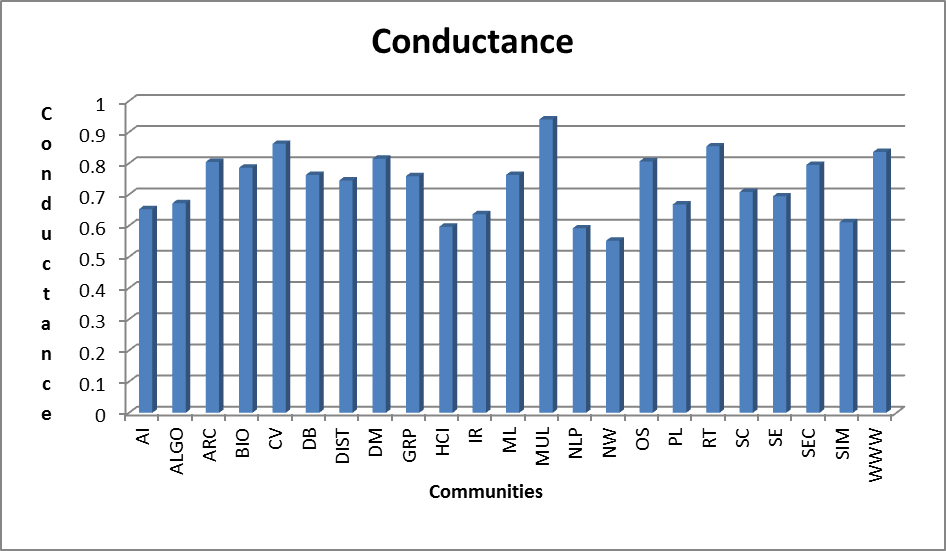 Conductance
Conductance
1
0.9
0.8
0.7
0.6
0.5
0.4
0.3
0.2
0.1
0
AI
ALGO
ARC
BIO
CV
DB
DIST
DM
GRP
HCI
IR
ML
MUL
NLP
NW
OS
PL
RT
SC
SE
SEC
SIM
WWW
Communities